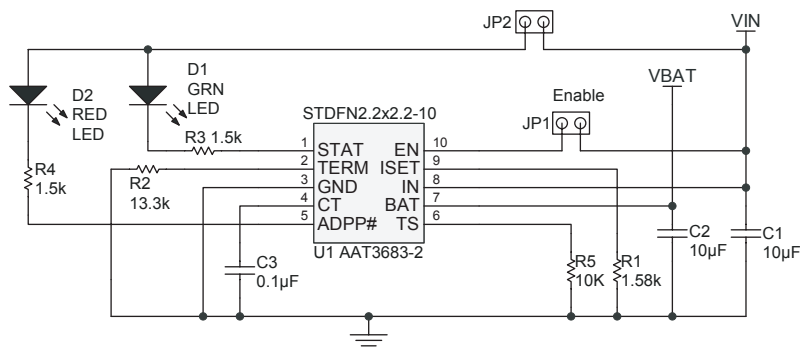 JP2
VIN
D2
RED
LED
D1
GRN
LED
VBAT
STDFN2.2x2.2-10
Enable
JP1
R3 1.5k
R4
1.5k
R2
13.3k
1 STAT EN 10
2 TERM ISET 9
3 GND IN 8
4 CT BAT 7
5 ADPP# TS 6
U1 AAT3683-2
C3
0.1µF
R5
10K
R1
1.58k
C2
10µF
C1
10µF